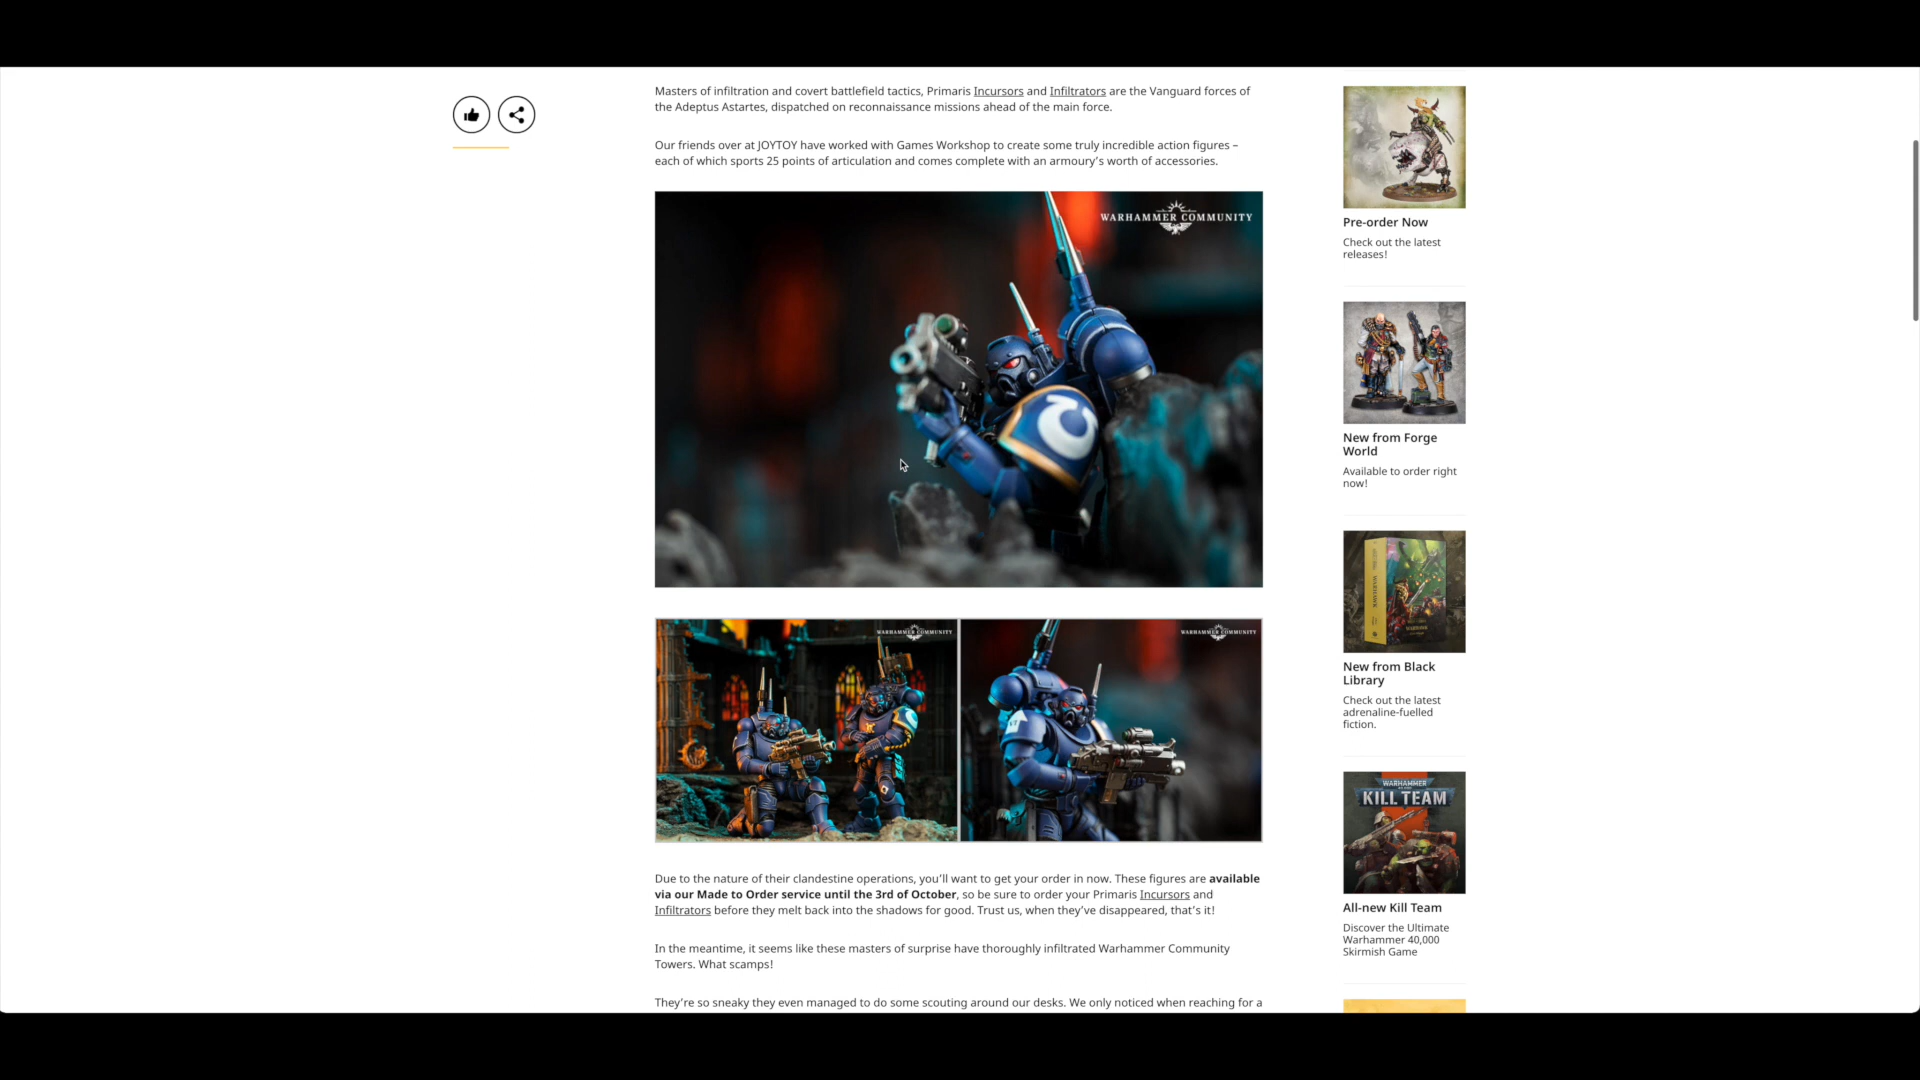 Masters of infiltration and covert battlefield tactics, Primaris Incursors and Infiltrators are the Vanguard forces of
the Adeptus Astartes, dispatched on reconnaissance missions ahead of the main force.
Our friends over at JOYTOY have worked with Games Workshop to create some truly incredible action figures –
each of which sports 25 points of articulation and comes complete with an armoury’s worth of accessories.
WARHAMMER COMMUNITY
WARHAMMER COMMUNITY
WARHAMMER COMMUNITY
Due to the nature of their clandestine operations, you’ll want to get your order in now. These figures are available
via our Made to Order service until the 3rd of October, so be sure to order your Primaris Incursors and
Infiltrators before they melt back into the shadows for good. Trust us, when they’ve disappeared, that’s it!
In the meantime, it seems like these masters of surprise have thoroughly infiltrated Warhammer Community
Towers. What scamps!
They’re so sneaky they even managed to do some scouting around our desks. We only noticed when reaching for a
Pre-order Now
Check out the latest
releases!
New from Forge
World
Available to order right
now!
New from Black
Library
Check out the latest
adrenaline-fuelled
fiction.
WARHAMMER
KILL TEAM
All-new Kill Team
Discover the Ultimate
Warhammer 40,000
Skirmish Game